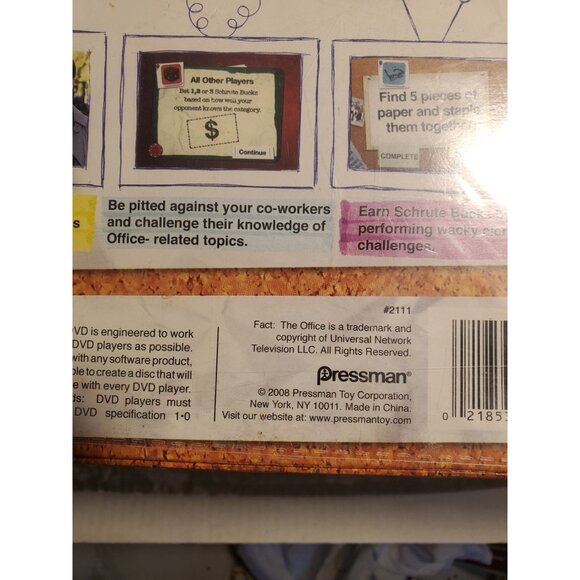 All Other Players
Bet 1,2 or 3 Schrute Bucks
based on how well your
opponent knows the category.
$
Continue
Find 5 pieces of
paper and staple
them together
COMPLETE
s
Be pitted against your co-workers
and challenge their knowledge of
Office- related topics.
Earn Schrute Bucks
performing wacky
challenges.
#2111
DVD is engineered to work
DVD players as possible.
with any software product,
ble to create a disc that will
e with every DVD player.
ds: DVD players must
DVD specification 1•0
Fact: The Office is a trademark and
copyright of Universal Network
Television LLC. All Rights Reserved.
Pressman®
© 2008 Pressman Toy Corporation,
New York, NY 10011. Made in China.
Visit our website at: www.pressmantoy.com
0 21853